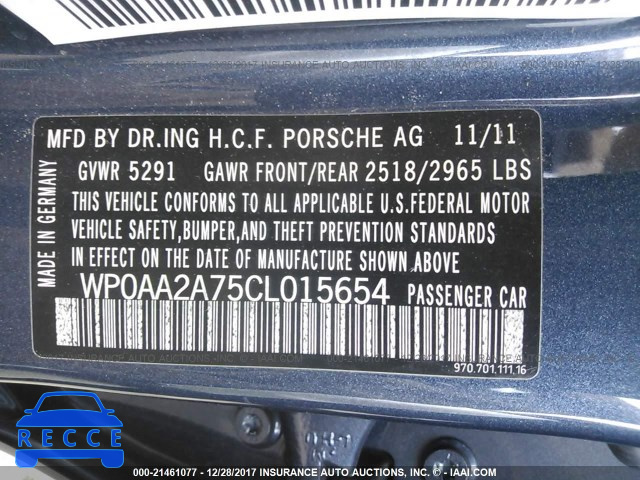 MFD BY DR.ING H.C.F. PORSCHE AG 11/11
GVWR 5291 GAWR FRONT/REAR 2518/2965 LBS
THIS VEHICLE CONFORMS TO ALL APPLICABLE U.S.FEDERAL MOTOR
VEHICLE SAFETY,BUMPER,AND THEFT PREVENTION STANDARDS
IN EFFECT ON THE DATE OF MANUFACTURE SHOWN ABOVE.
MADE IN GERMANY
WP0AA2A75CL015654 PASSENGER CAR
970.701.111.16
RECCE
000-21461077 - 12/28/2017 - INSURANCE AUTO AUCTIONS, INC. - IAAI.COM